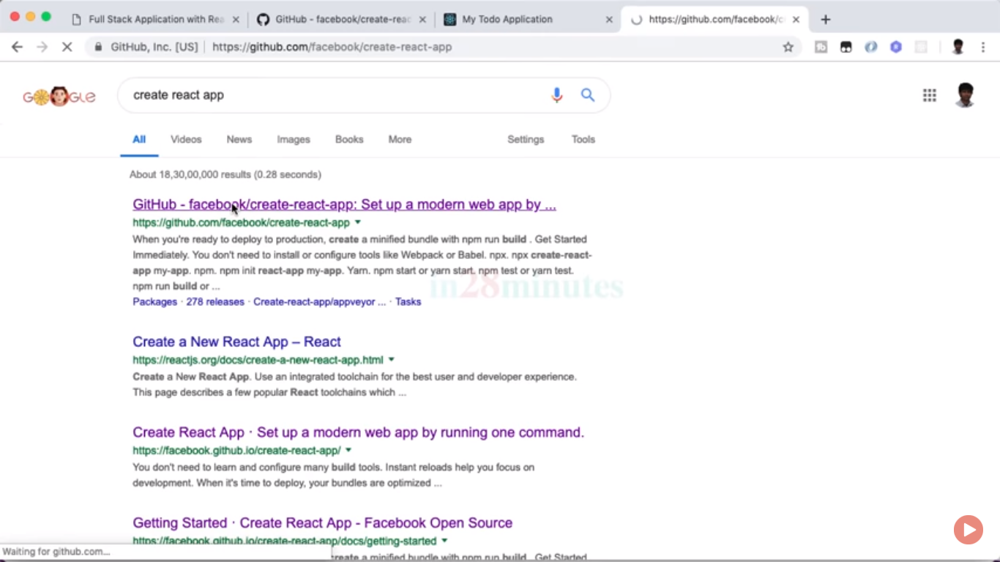 Full Stack Application with Rea
GitHub - facebook/create-reac
My Todo Application
https://github.com/facebook/c
GitHub, Inc. [US] https://github.com/facebook/create-react-app
GOOGLE
create react app
All Videos News Images Books More Settings Tools
About 18,30,00,000 results (0.28 seconds)
GitHub - facebook/create-react-app: Set up a modern web app by ...
https://github.com/facebook/create-react-app
When you're ready to deploy to production, create a minified bundle with npm run build . Get Started
Immediately. You don't need to install or configure tools like Webpack or Babel. npx. npx create-react-
app my-app. npm. npm init react-app my-app. Yarn. npm start or yarn start. npm test or yarn test.
npm run build or ...
in28minutes
Packages · 278 releases · Create-react-app/appveyor ... · Tasks
Create a New React App – React
https://reactjs.org/docs/create-a-new-react-app.html
Create a New React App. Use an integrated toolchain for the best user and developer experience.
This page describes a few popular React toolchains which ...
Create React App · Set up a modern web app by running one command.
https://facebook.github.io/create-react-app/
You don't need to learn and configure many build tools. Instant reloads help you focus on
development. When it's time to deploy, your bundles are optimized ...
Getting Started · Create React App - Facebook Open Source
https://facebook.github.io/create-react-app/docs/getting-started
Waiting for github.com...
create a minified bundle with npm run build . Get Started